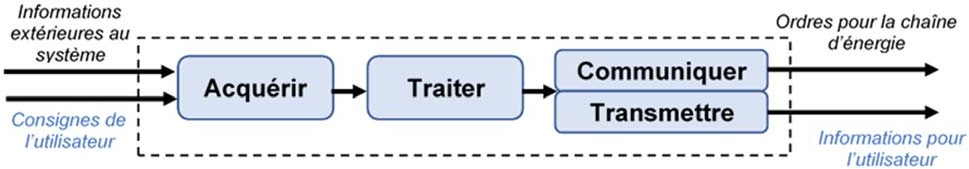 Informations
extérieures au
système
Consignes de
l'utilisateur
Acquérir
Traiter
Communiquer
Transmettre
Ordres pour la chaîne
d'énergie
Informations pour
l'utilisateur